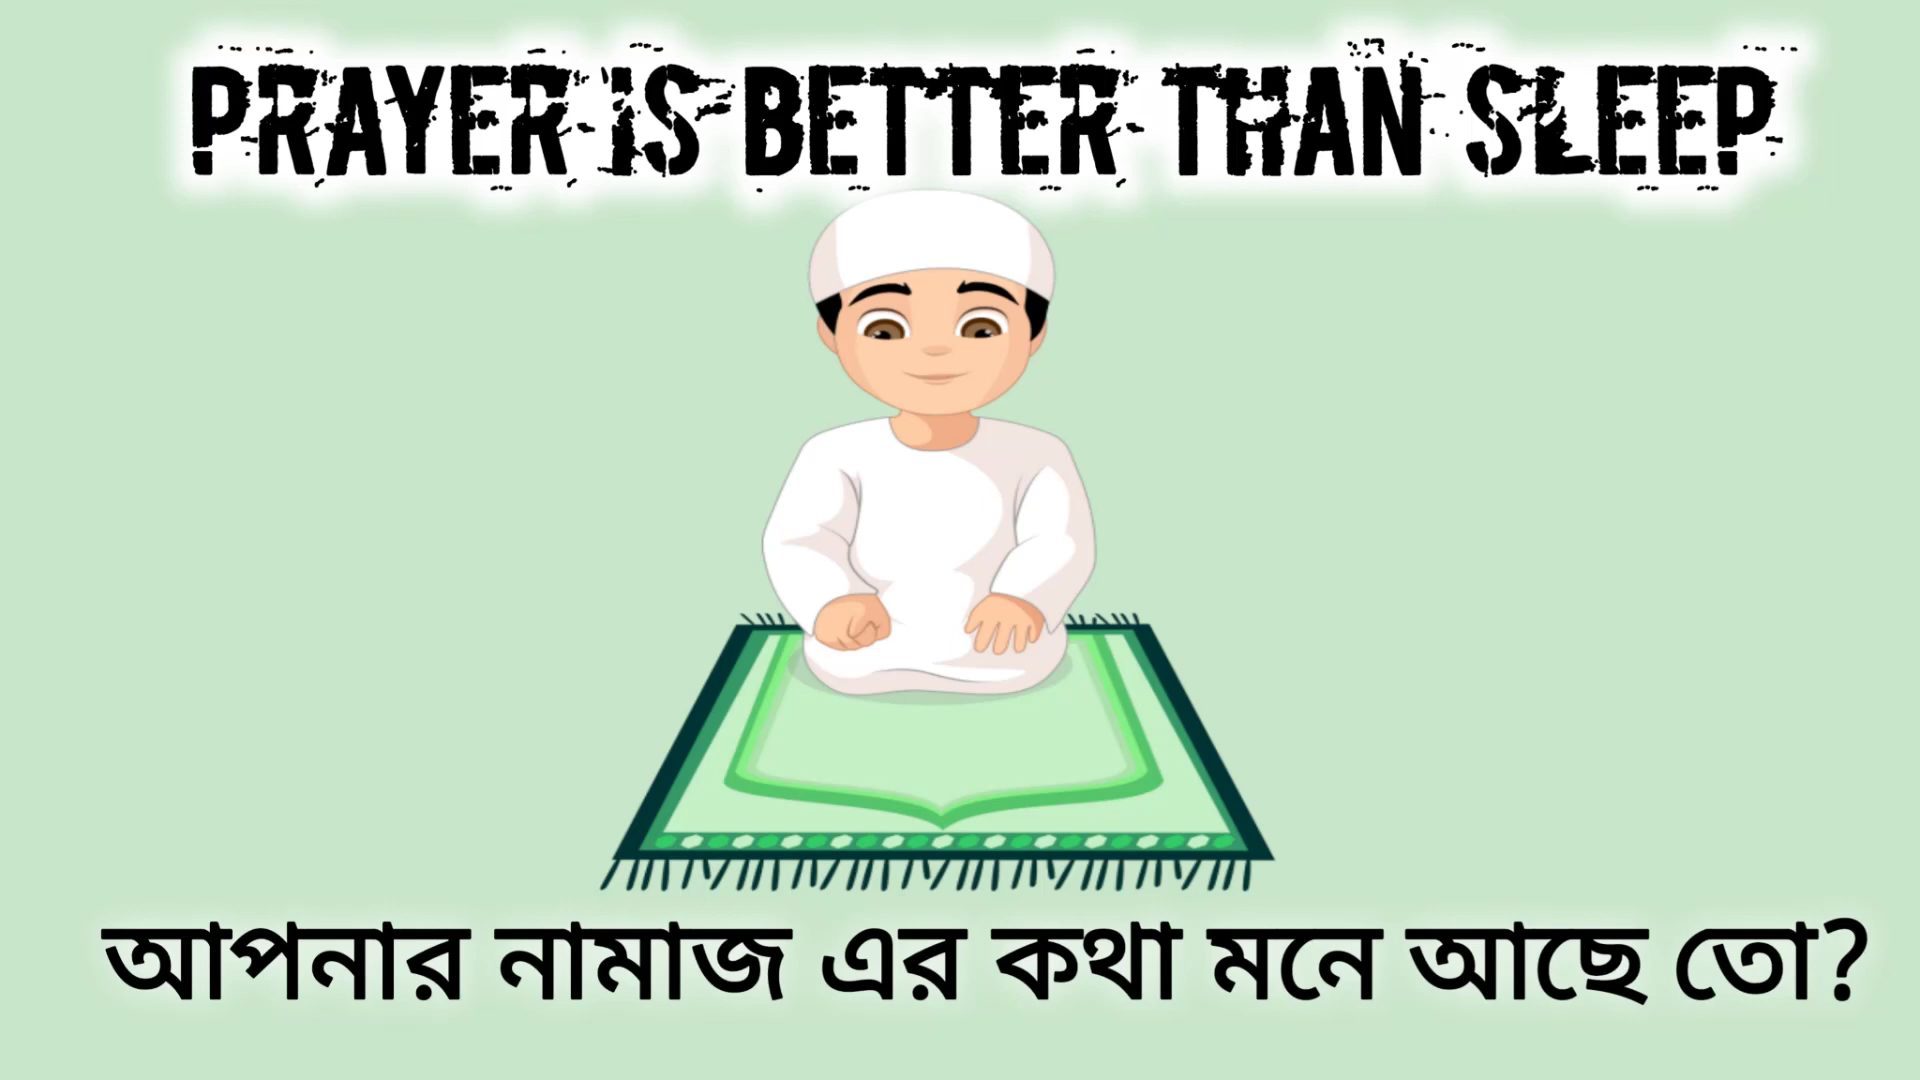 PRAYER IS BETTER THAN SLEEP
আপনার নামাজ এর কথা মনে আছে তো?